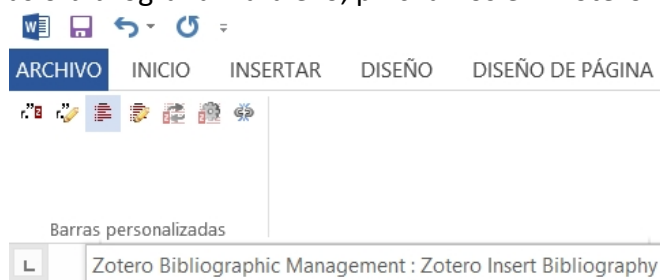 ARCHIVO INICIO INSERTAR DISEÑO DISEÑO DE PÁGINA
Barras personalizadas
Zotero Bibliographic Management : Zotero Insert Bibliography